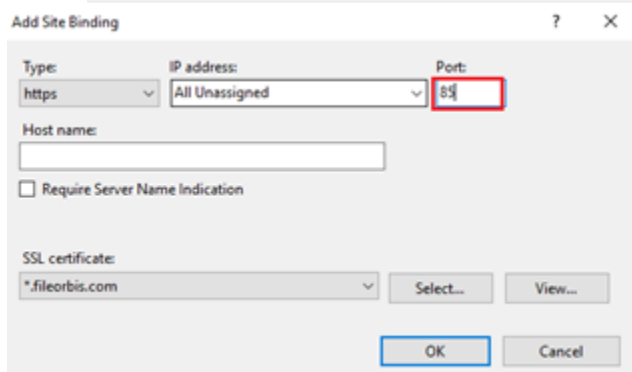 Add Site Binding ? ×
Type: IP address: Port:
https All Unassigned 85
Host name:
Require Server Name Indication
SSL certificate:
*.fileorbis.com Select... View...
OK Cancel